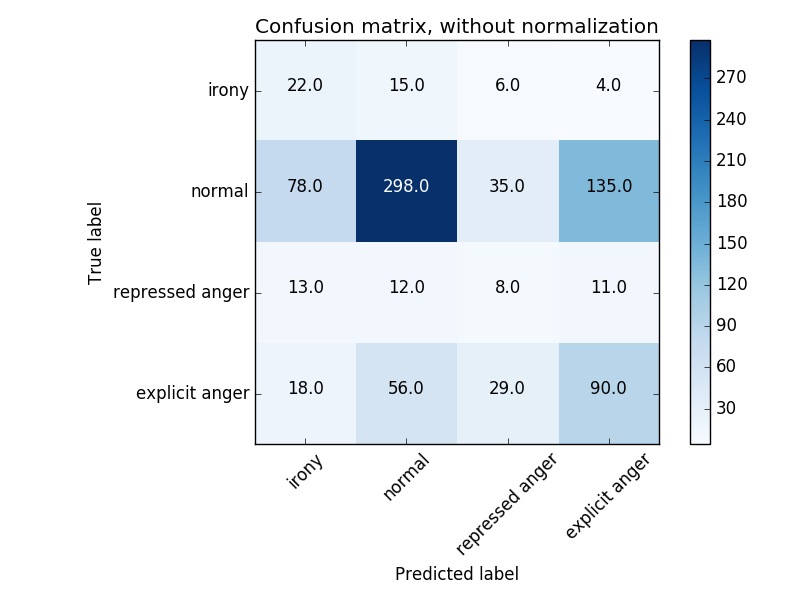 Confusion matrix, without normalization
True label
irony
22.0 15.0 6.0 4.0
normal
78.0 298.0 35.0 135.0
repressed anger
13.0 12.0 8.0 11.0
explicit anger
18.0 56.0 29.0 90.0
irony normal repressed anger explicit anger
Predicted label
270
240
210
180
150
120
90
60
30